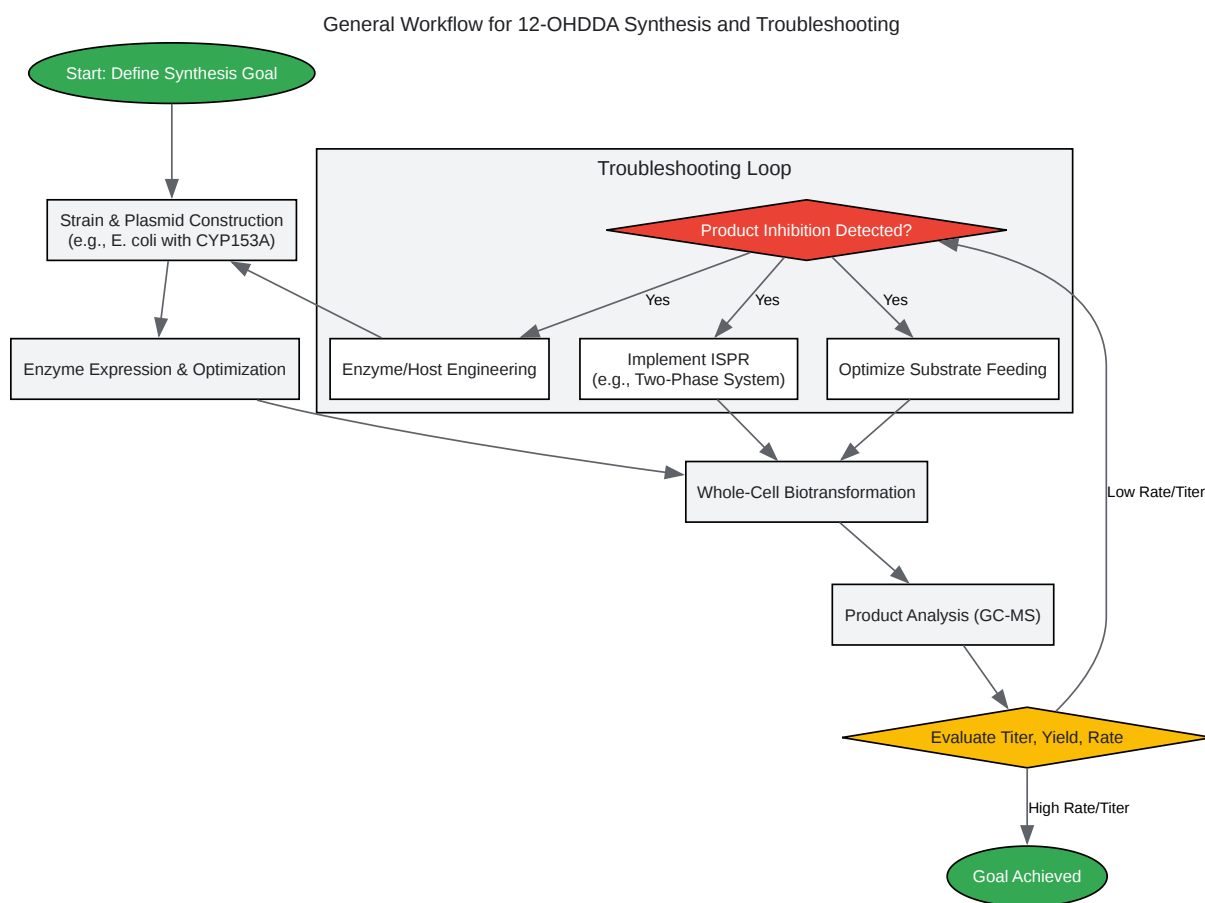 General Workflow for 12-OHDDA Synthesis and Troubleshooting
Start: Define Synthesis Goal
Troubleshooting Loop
Strain & Plasmid Construction
(e.g., E. coli with CYP153A)
Product Inhibition Detected?
Yes
Yes
Yes
Enzyme Expression & Optimization
Enzyme/Host Engineering
Implement ISPR
(e.g., Two-Phase System)
Optimize Substrate Feeding
Whole-Cell Biotransformation
Low Rate/Titer
Product Analysis (GC-MS)
Evaluate Titer, Yield, Rate
High Rate/Titer
Goal Achieved